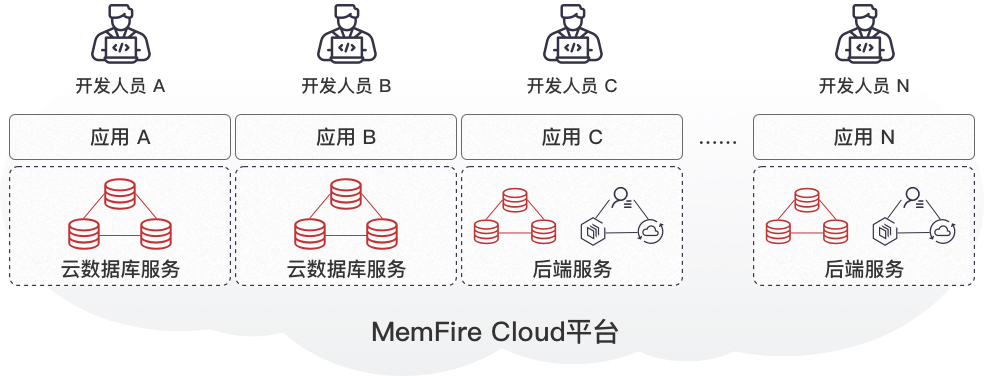 开发人员 A
开发人员 B
开发人员 C
开发人员 N
应用 A
应用 B
应用 C
......
应用 N
云数据库服务
云数据库服务
后端服务
后端服务
MemFire Cloud平台